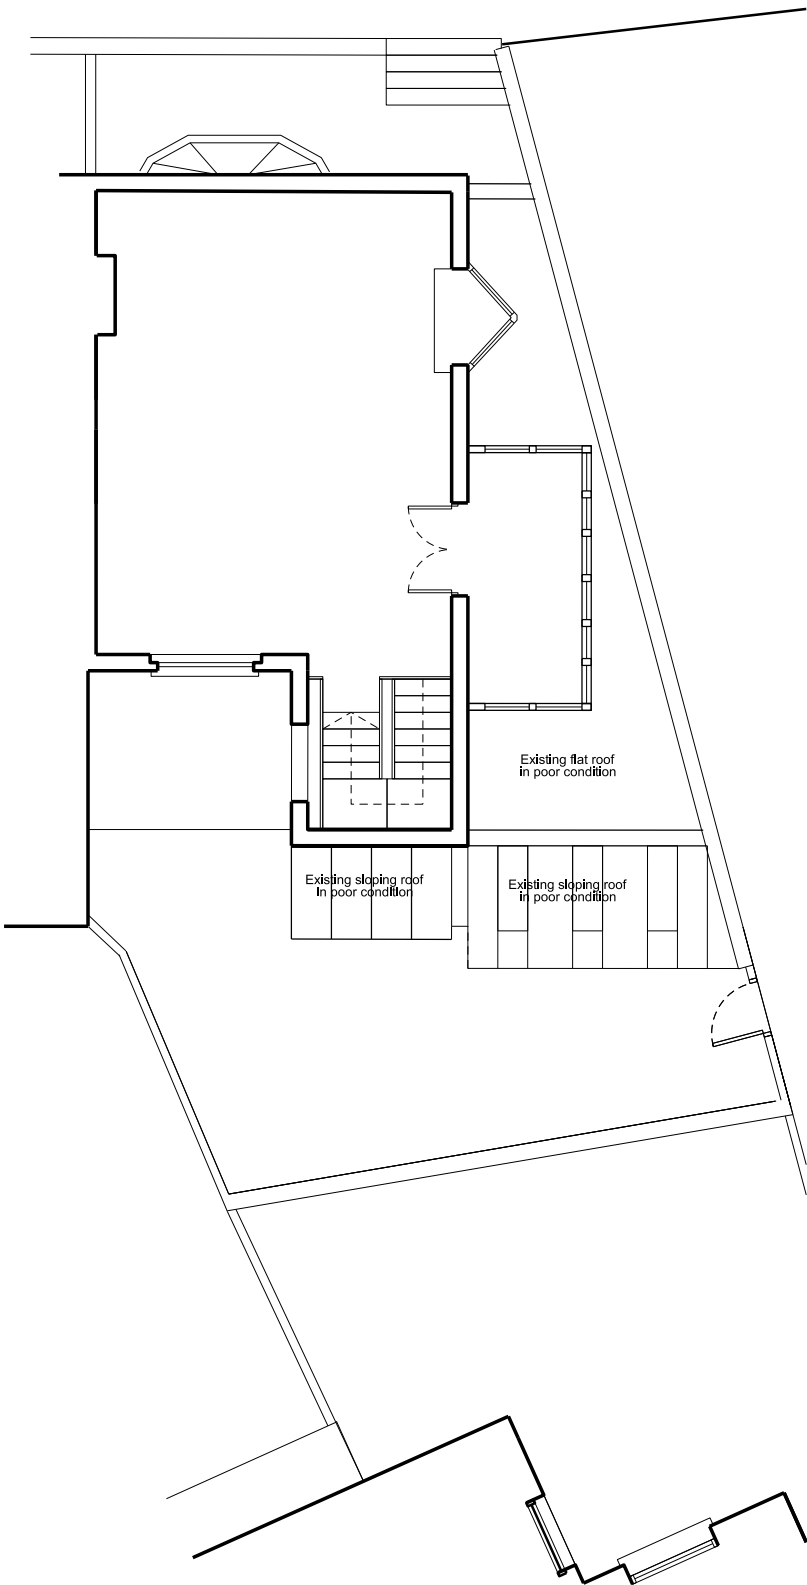 Existing flat roof
in poor condition
Existing sloping roof
in poor condition
Existing sloping roof
in poor condition